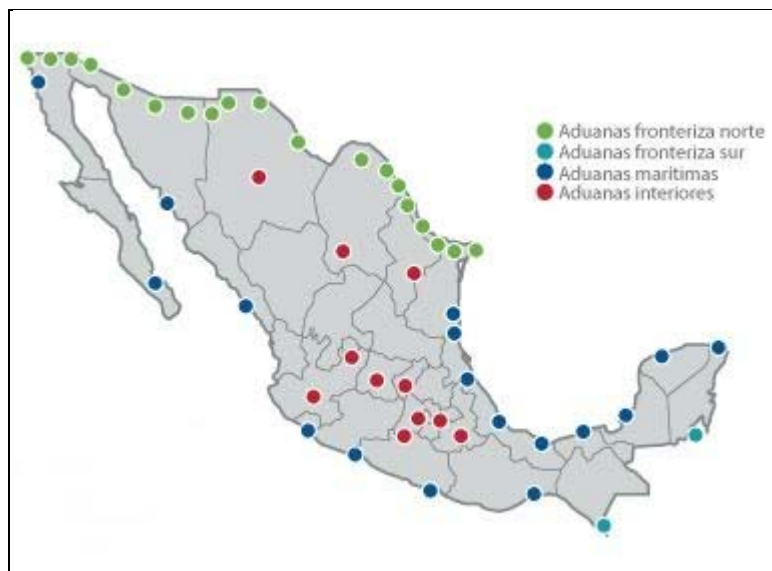 Aduanas fronteriza norte
Aduanas fronteriza sur
Aduanas marítimas
Aduanas interiores